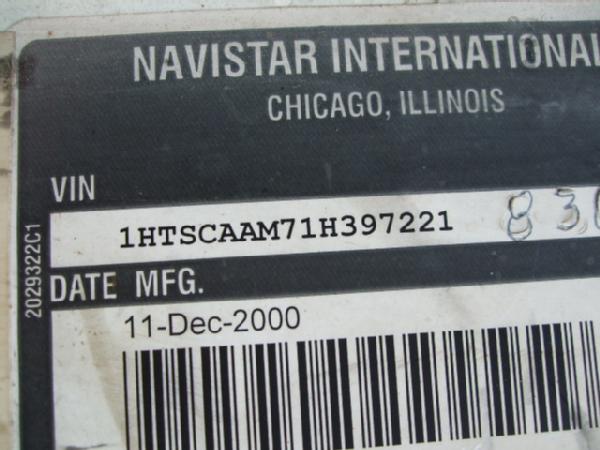 NAVISTAR INTERNATIONAL
CHICAGO, ILLINOIS
VIN
1HTSCAAM71H397221
DATE MFG.
11-Dec-2000
2029322C1